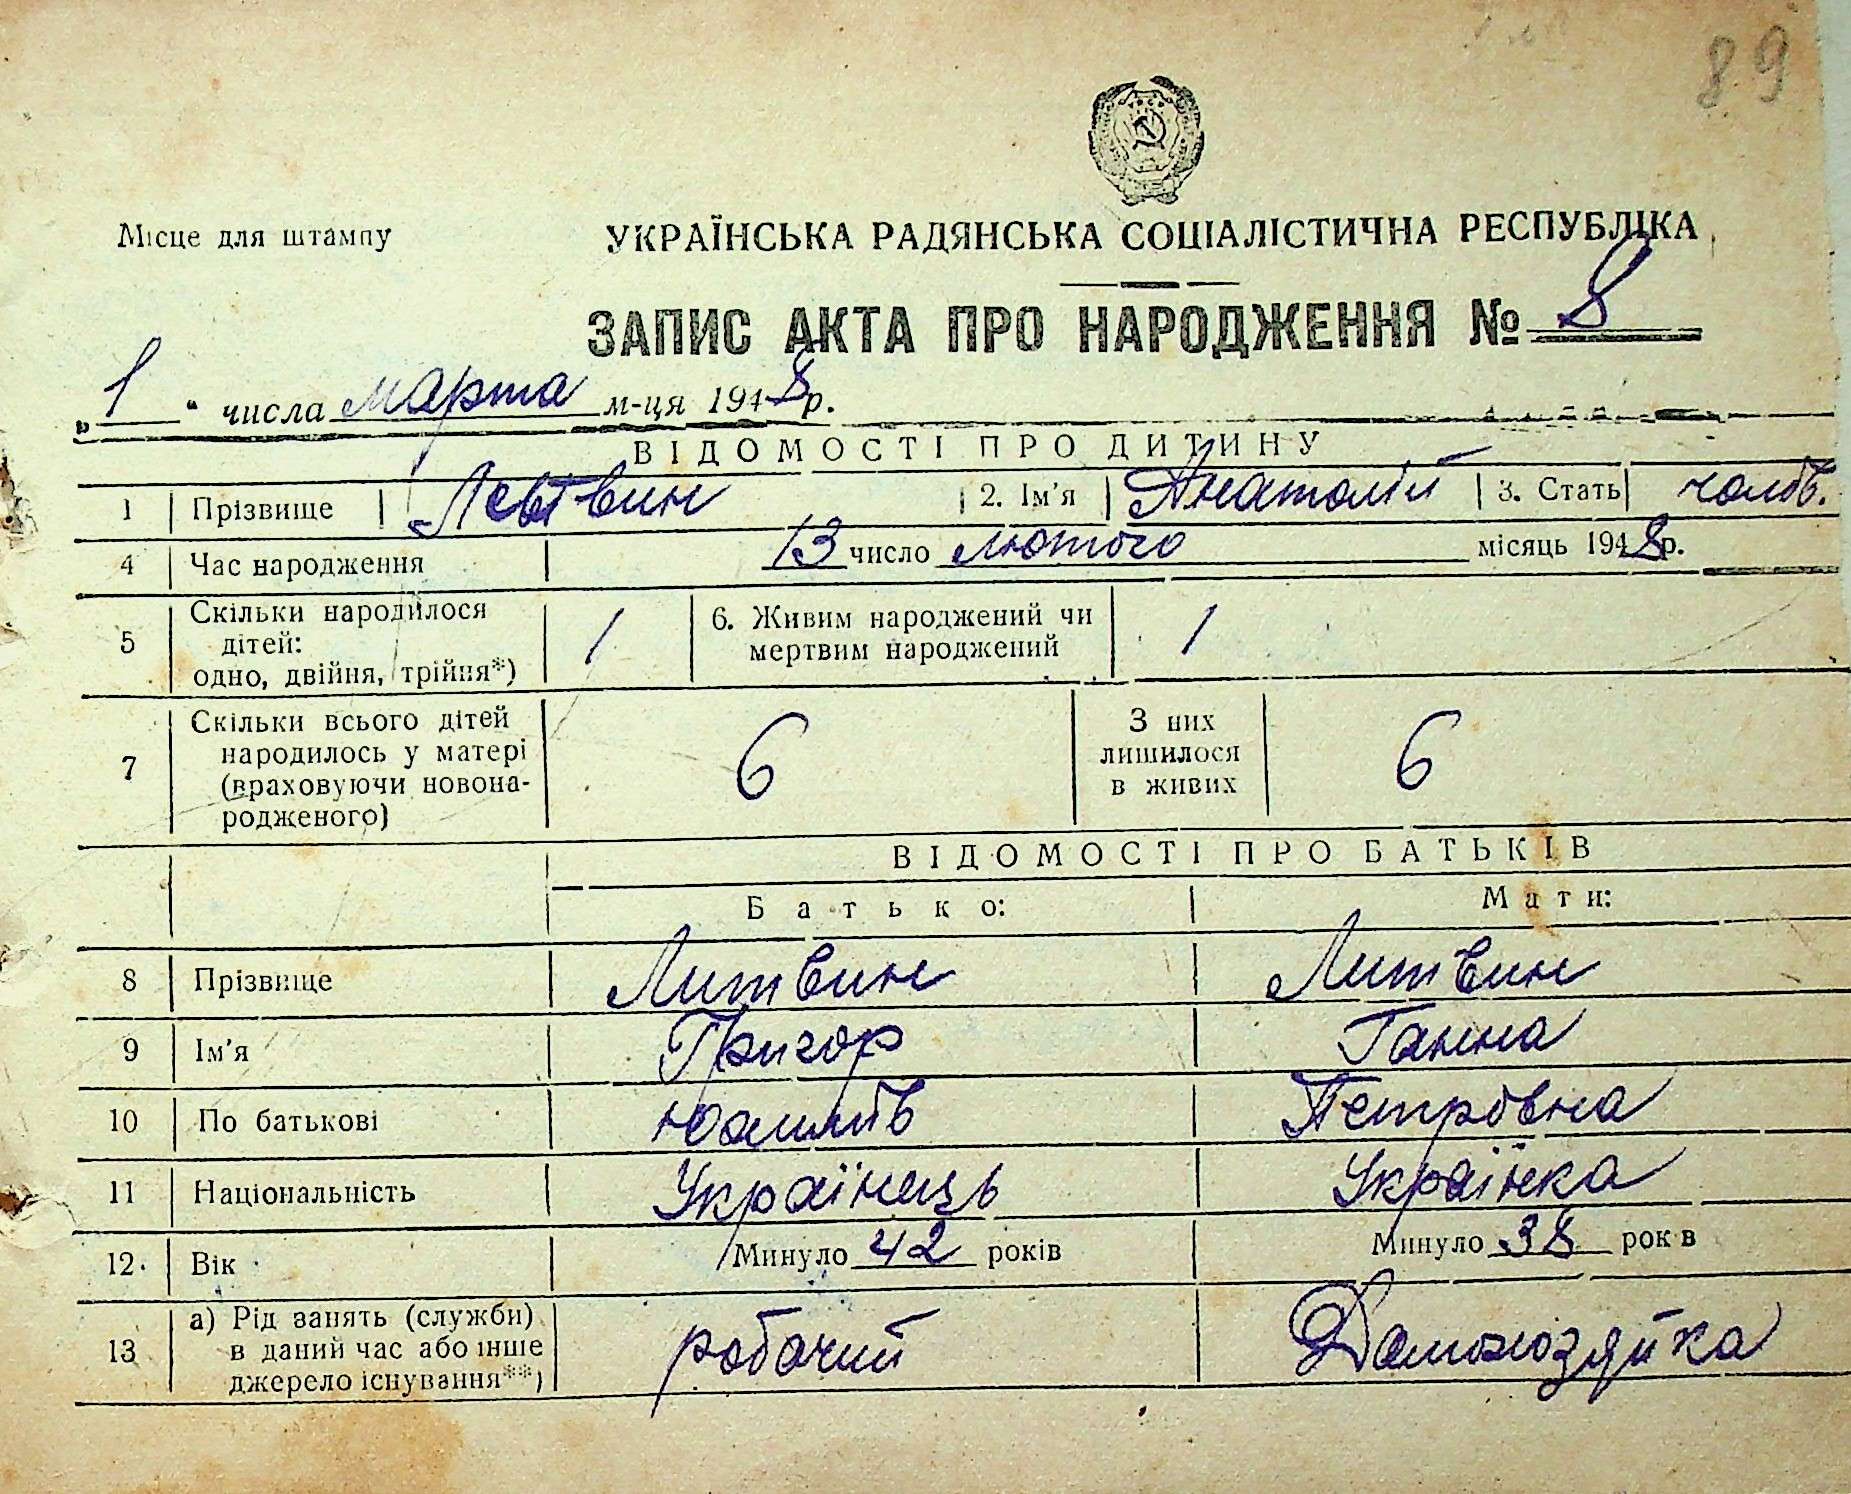 89
Місце для штампу
УКРАЇНСЬКА РАДЯНСЬКА СОЦІАЛІСТИЧНА РЕСПУБЛІКА
ЗАПИС АКТА ПРО НАРОДЖЕННЯ № 8
„ 1 “ числа марта м-ця 1948 р.
ВІДОМОСТІ ПРО ДИТИНУ
1 Прізвище 2. Ім'я Анатолій 3. Стать чолов.
4 Час народження 13 число лютого місяць 1948 р.
5 Скільки народилося дітей: одно, двійня, трійня*) 1 6. Живим народжений чи мертвим народжений 1
7 Скільки всього дітей народилось у матері (враховуючи новонародженого) 6 З них лишилося в живих 6
ВІДОМОСТІ ПРО БАТЬКІВ
Батько: Мати:
8 Прізвище Литвин Литвин
9 Ім'я Григор Ганна
10 По батькові Петровна
11 Національність Українець Українка
12. Вік Минуло 42 років Минуло 38 рок в
13 а) Рід занять (служби) в даний час або інше джерело існування**) робочий Домохозяйка